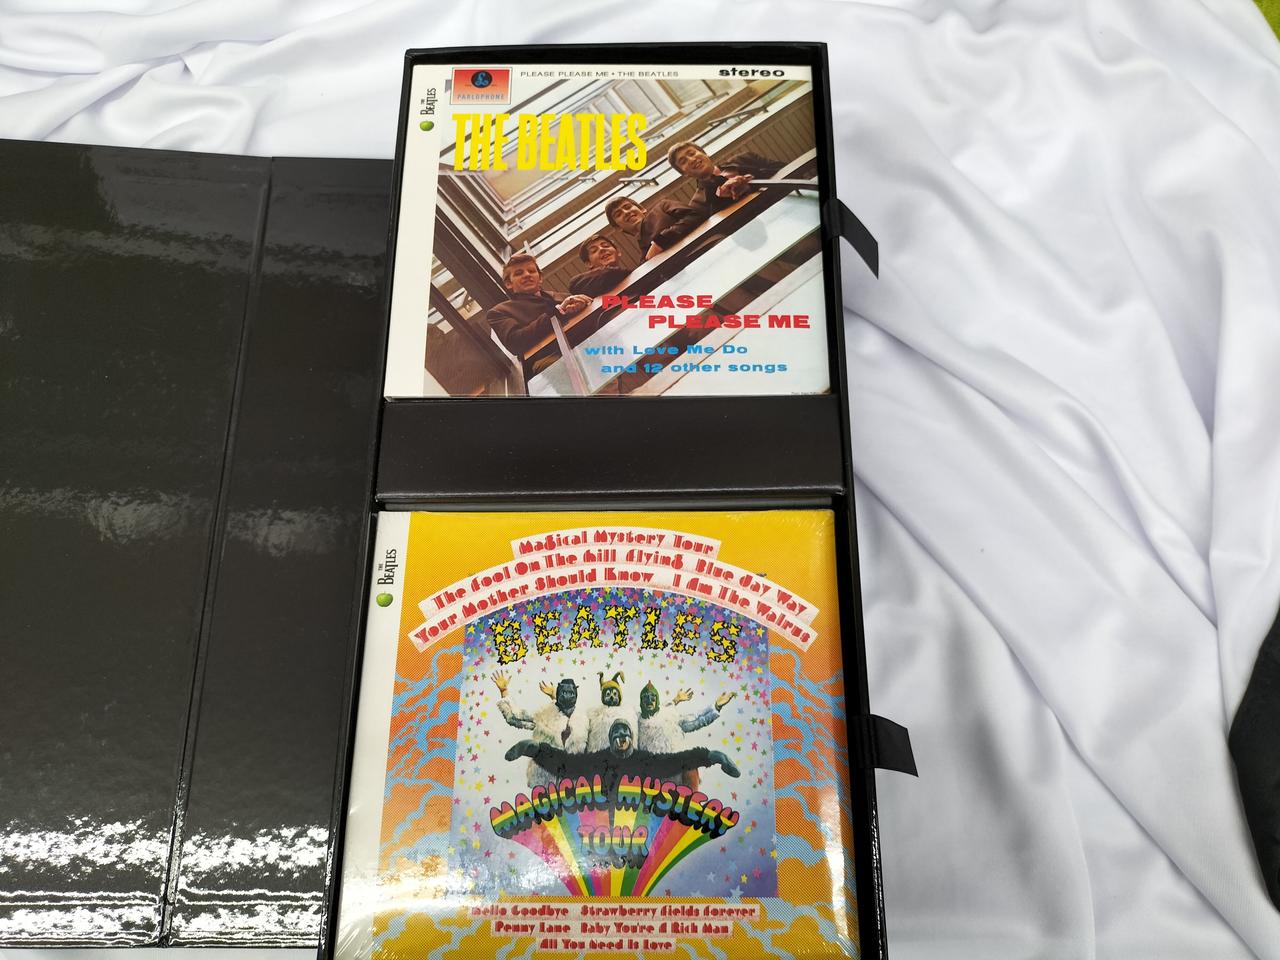 THE BEATLES
PARLOPHONE
PLEASE PLEASE ME • THE BEATLES
stereo
THE BEATLES
PLEASE
PLEASE ME
with Love Me Do
and 12 other songs
THE BEATLES
Magical Mystery Tour
The Fool On The Hill Flying Blue Jay Way
Your Mother Should Know I Am The Walrus
BEATLES
MAGICAL MYSTERY
TOUR
Hello Goodbye Strawberry Fields Forever
Penny Lane Baby You're A Rich Man
All You Need Is Love